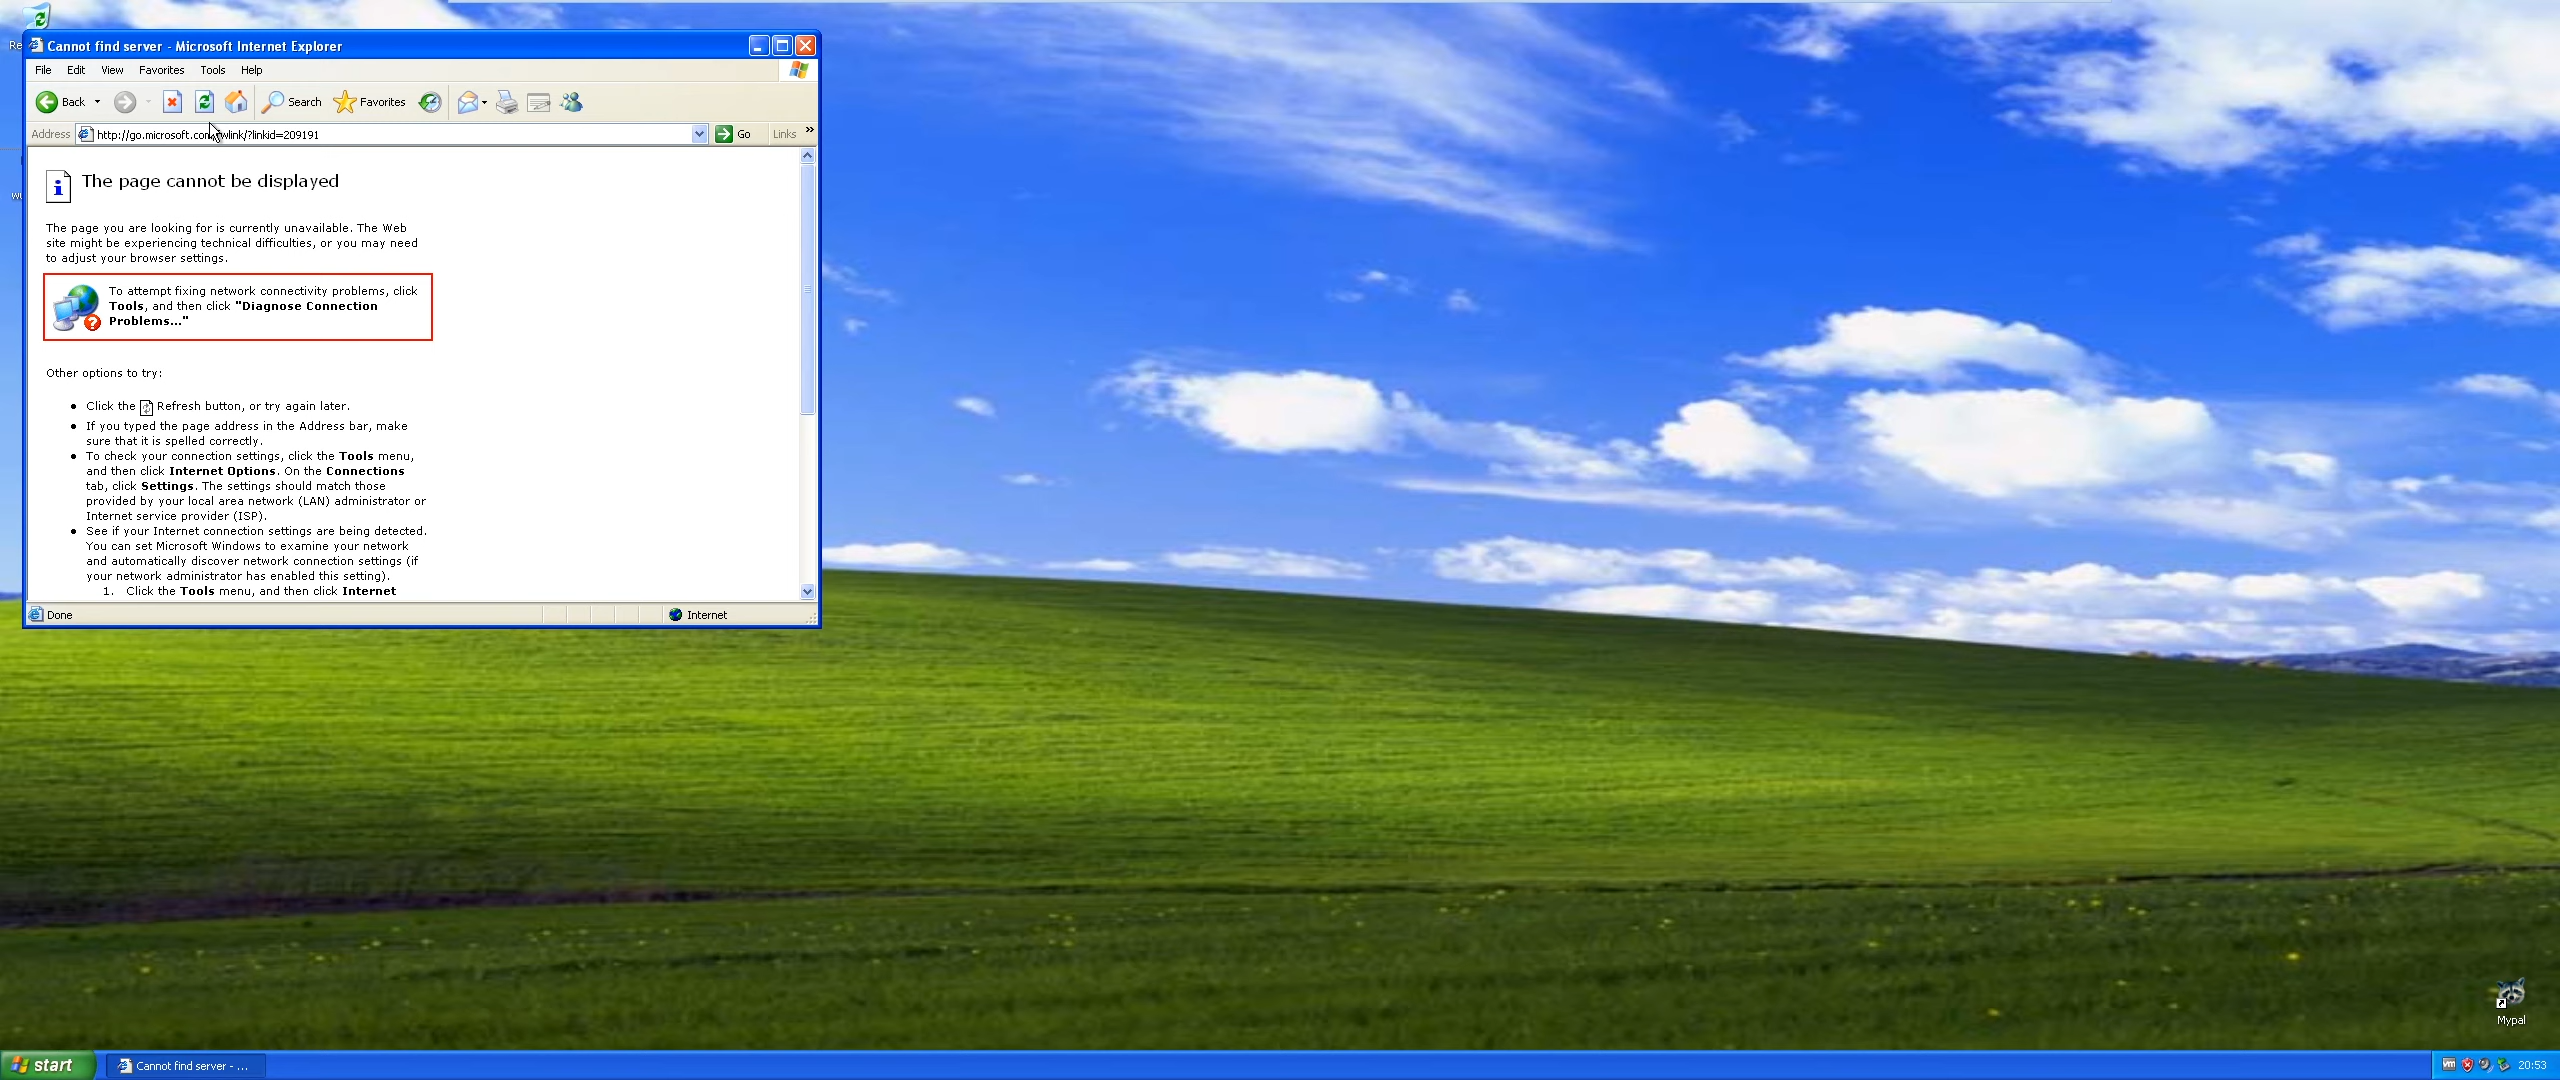 Re
Cannot find server - Microsoft Internet Explorer
File Edit View Favorites Tools Help
Back Search Favorites
Address http://go.microsoft.com/fwlink/?linkid=209191 Go Links »
The page cannot be displayed
The page you are looking for is currently unavailable. The Web
site might be experiencing technical difficulties, or you may need
to adjust your browser settings.
To attempt fixing network connectivity problems, click
Tools, and then click "Diagnose Connection
Problems..."
Other options to try:
Click the Refresh button, or try again later.
If you typed the page address in the Address bar, make
sure that it is spelled correctly.
To check your connection settings, click the Tools menu,
and then click Internet Options. On the Connections
tab, click Settings. The settings should match those
provided by your local area network (LAN) administrator or
Internet service provider (ISP).
See if your Internet connection settings are being detected.
You can set Microsoft Windows to examine your network
and automatically discover network connection settings (if
your network administrator has enabled this setting).
1. Click the Tools menu, and then click Internet
Done Internet
Mypal
start Cannot find server - ... 20:53